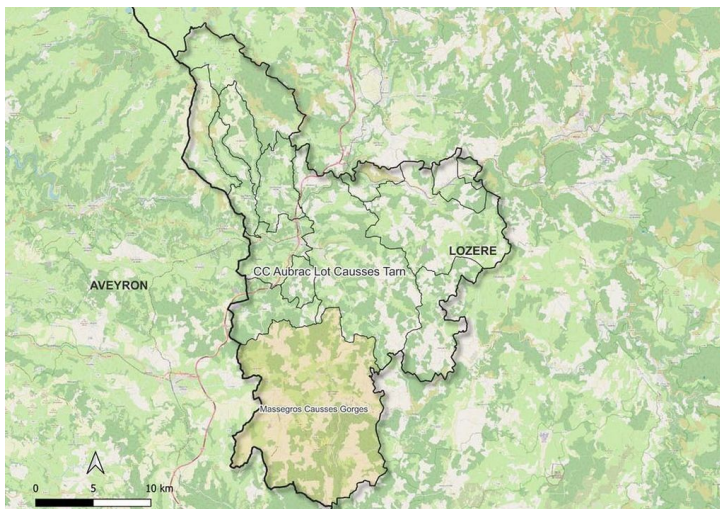 LOZERE
CC Aubrac Lot Causses Tarn
AVEYRON
Massegros Causses Gorges
0 5 10 km